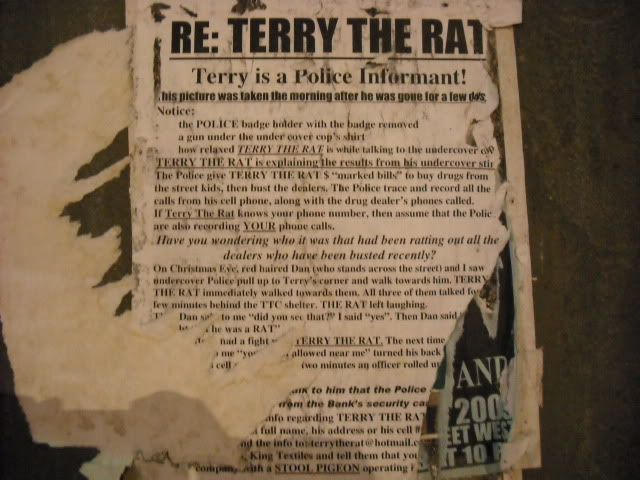 RE: TERRY THE RAT
Terry is a Police Informant!
his picture was taken the morning after he was gone for a few
Notice:
the POLICE badge holder with the badge removed
a gun under the under cover cop's shirt
how relaxed TERRY THE RAT is while talking to the undercover
TERRY THE RAT is explaining the results from his undercover
The Police give TERRY THE RAT $ “marked bills” to buy drugs from
the street kids, then bust the dealers. The Police trace and record all the
calls from his cell phone, along with the drug dealer's phones called.
If Terry The Rat knows your phone number, then assume that the Polic
are also recording YOUR phone calls.
Have you wondering who it was that had been ratting out all the
dealers who have been busted recently?
On Christmas Eve, red haired Dan (who stands across the street) and I saw
undercover Police pull up to Terry's corner and walk towards him. TERRY
THE RAT immediately walked towards them. All three of them talked fo
few minutes behind the TTC shelter. THE RAT left laughing.
Dan to me “did you see that?” I said “yes”. Then Dan said
he was a RAT”
had a fight TERRY THE RAT. The next time
me allowed near me” turned his back
cell two minutes an officer rolled u
to him that the Police
from the Bank's security
info regarding TERRY THE RAT
full name, his address or his cell #
nd the info to: terrytherat@hotmail.c
King Textiles and tell them that you
company with a STOOL PIGEON operating
SAND
200
EET WES
T 10 P